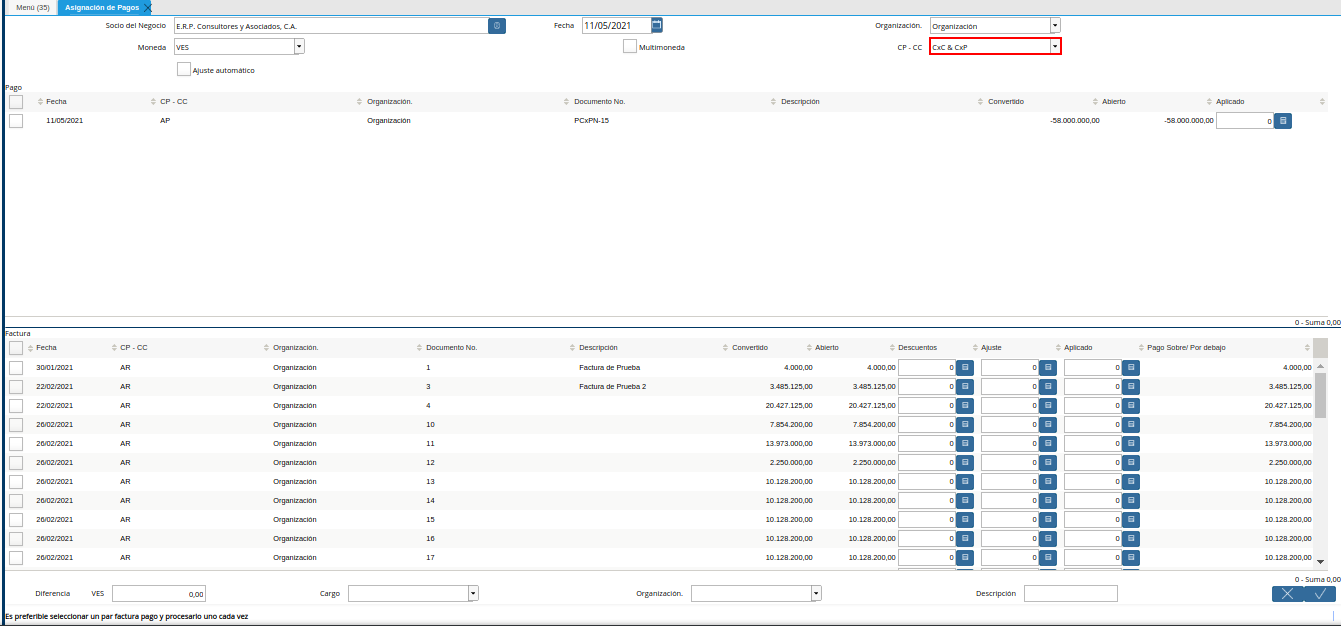 Menú (35) Asignación de Pagos
Socio del Negocio E.R.P. Consultores y Asociados, C.A. Fecha 11/05/2021 Organización. Organización
Moneda VES Multimoneda CP - CC CxC & CxP
Ajuste automático
Pago
Fecha CP - CC Organización. Documento No. Descripción Convertido Abierto Aplicado
11/05/2021 AP Organización PCxPN-15 -58.000.000,00 -58.000.000,00 0
0 - Suma 0,00
Factura
Fecha CP - CC Organización. Documento No. Descripción Convertido Abierto Descuentos Ajuste Aplicado Pago Sobre/ Por debajo
30/01/2021 AR Organización 1 Factura de Prueba 4.000,00 4.000,00 0 0 0 4.000,00
22/02/2021 AR Organización 3 Factura de Prueba 2 3.485.125,00 3.485.125,00 0 0 0 3.485.125,00
22/02/2021 AR Organización 4 20.427.125,00 20.427.125,00 0 0 0 20.427.125,00
26/02/2021 AR Organización 10 7.854.200,00 7.854.200,00 0 0 0 7.854.200,00
26/02/2021 AR Organización 11 13.973.000,00 13.973.000,00 0 0 0 13.973.000,00
26/02/2021 AR Organización 12 2.250.000,00 2.250.000,00 0 0 0 2.250.000,00
26/02/2021 AR Organización 13 10.128.200,00 10.128.200,00 0 0 0 10.128.200,00
26/02/2021 AR Organización 14 10.128.200,00 10.128.200,00 0 0 0 10.128.200,00
26/02/2021 AR Organización 15 10.128.200,00 10.128.200,00 0 0 0 10.128.200,00
26/02/2021 AR Organización 16 10.128.200,00 10.128.200,00 0 0 0 10.128.200,00
26/02/2021 AR Organización 17 10.128.200,00 10.128.200,00 0 0 0 10.128.200,00
0 - Suma 0,00
Diferencia VES 0,00 Cargo Organización. Descripción
Es preferible seleccionar un par factura pago y procesarlo uno cada vez